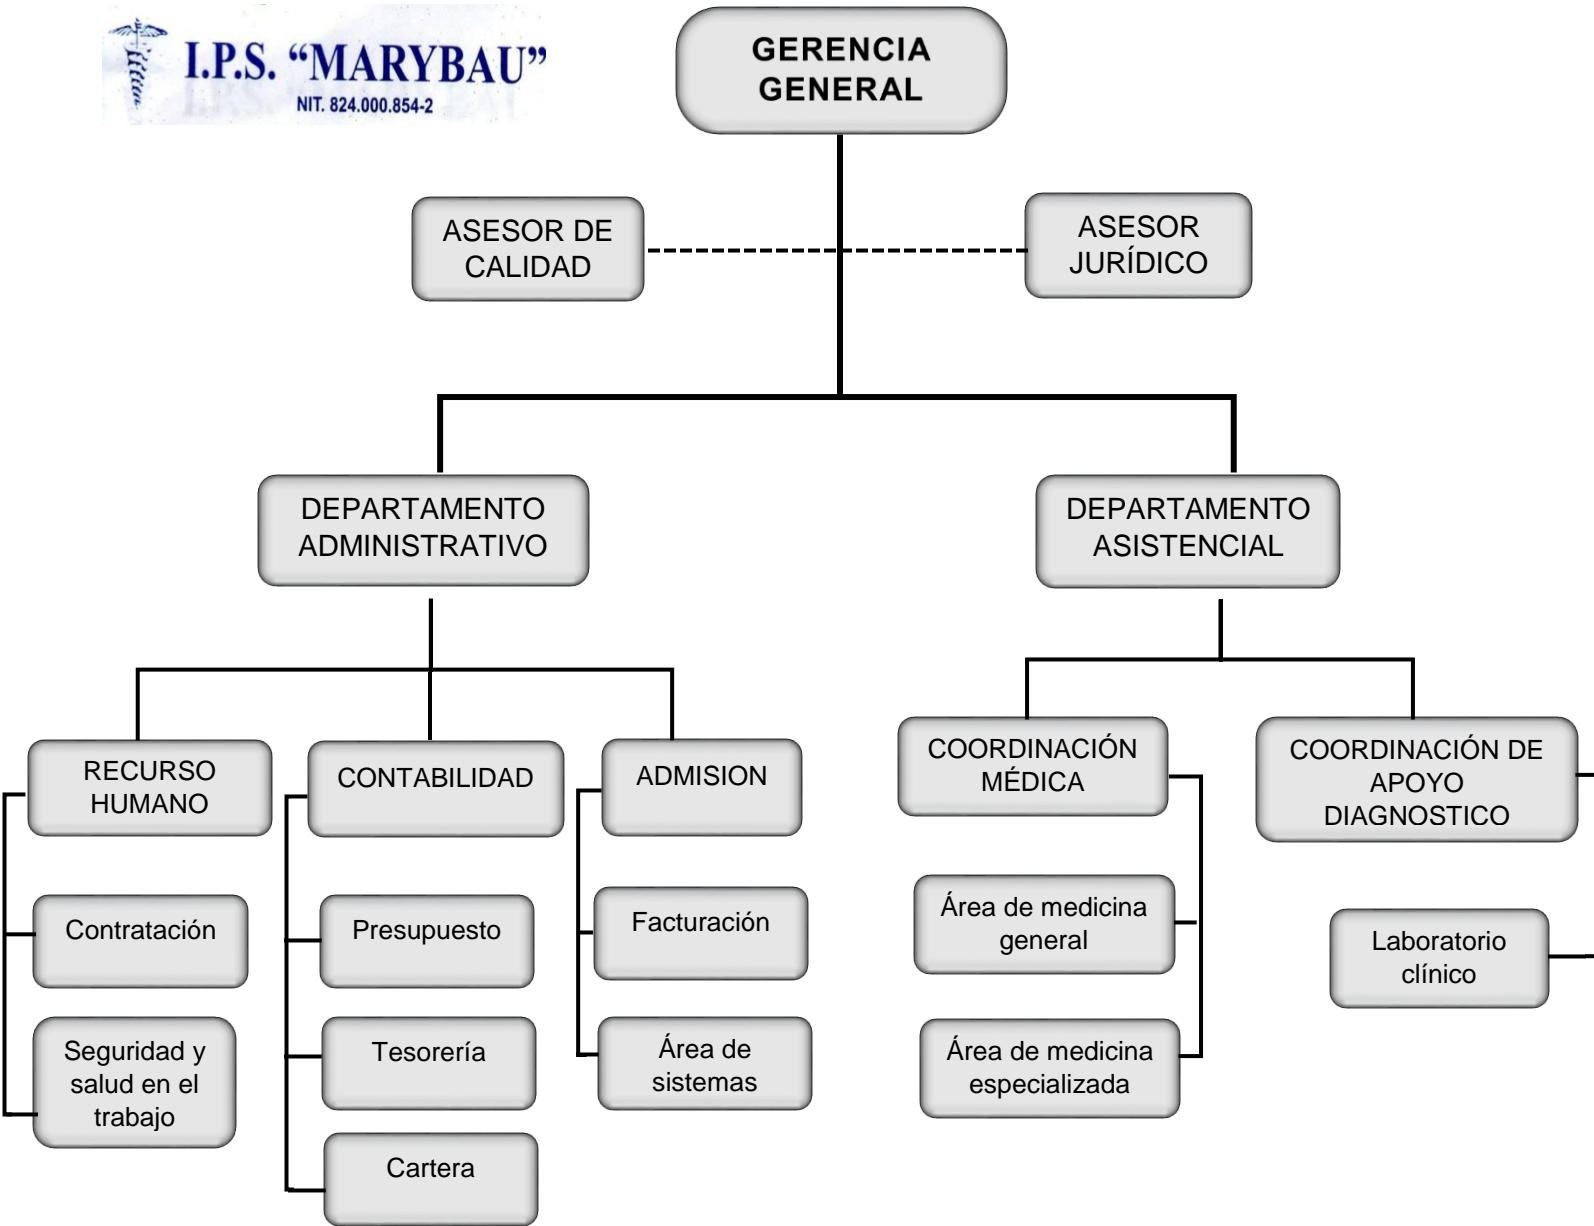 I.P.S. “MARYBAU”
NIT. 824.000.854-2
GERENCIA
GENERAL
ASESOR DE
CALIDAD
ASESOR
JURÍDICO
DEPARTAMENTO
ADMINISTRATIVO
DEPARTAMENTO
ASISTENCIAL
RECURSO
HUMANO
CONTABILIDAD
ADMISION
COORDINACIÓN
MÉDICA
COORDINACIÓN DE
APOYO
DIAGNOSTICO
Contratación
Presupuesto
Facturación
Área de medicina
general
Laboratorio
clínico
Seguridad y
salud en el
trabajo
Tesorería
Área de
sistemas
Área de medicina
especializada
Cartera